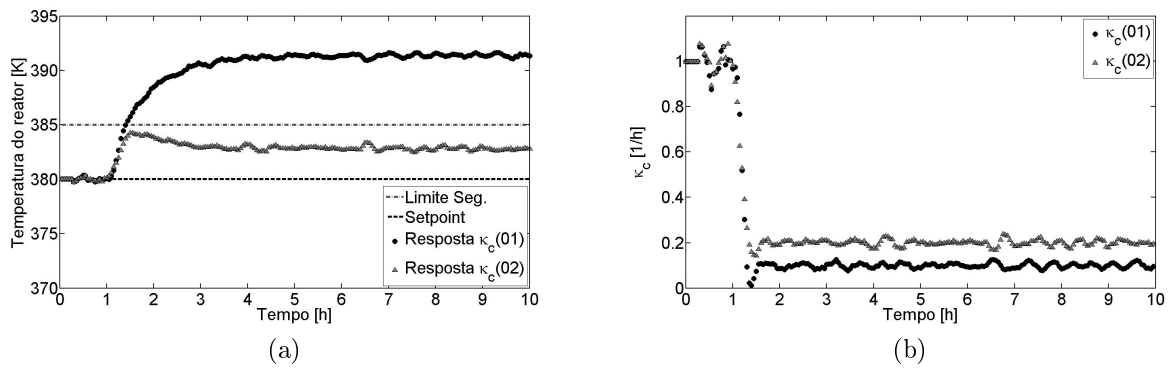 395
390
385
380
375
370
Temperatura do reator [K]
0 1 2 3 4 5 6 7 8 9 10
Tempo [h]
Limite Seg.
Setpoint
Resposta κc(01)
Resposta κc(02)
(a)
1
0.8
0.6
0.4
0.2
0
κc [1/h]
0 1 2 3 4 5 6 7 8 9 10
Tempo [h]
κc(01)
κc(02)
(b)